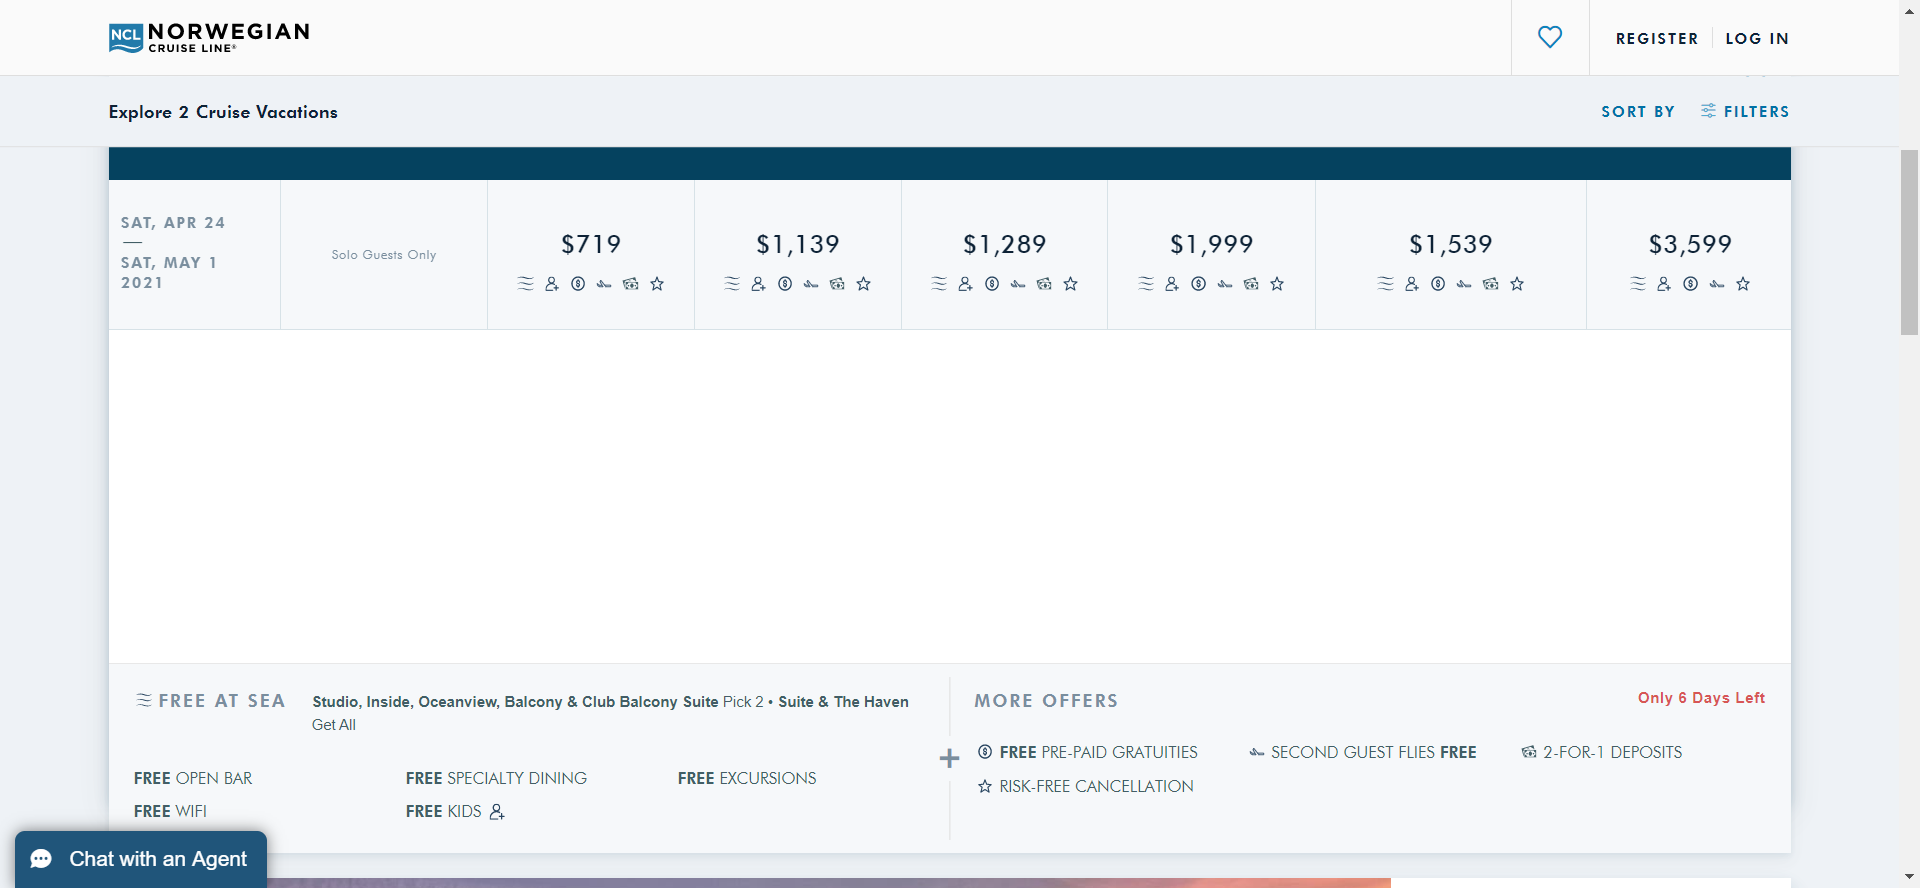 NCL NORWEGIAN
CRUISE LINE®
REGISTER
LOG IN
Explore 2 Cruise Vacations
SORT BY
FILTERS
SAT, APR 24
—
SAT, MAY 1
2021
Solo Guests Only
$719
$1,139
$1,289
$1,999
$1,539
$3,599
FREE AT SEA
Studio, Inside, Oceanview, Balcony & Club Balcony Suite Pick 2 • Suite & The Haven
Get All
FREE OPEN BAR
FREE SPECIALTY DINING
FREE EXCURSIONS
FREE WIFI
FREE KIDS
+
MORE OFFERS
Only 6 Days Left
FREE PRE-PAID GRATUITIES
SECOND GUEST FLIES FREE
2-FOR-1 DEPOSITS
RISK-FREE CANCELLATION
Chat with an Agent